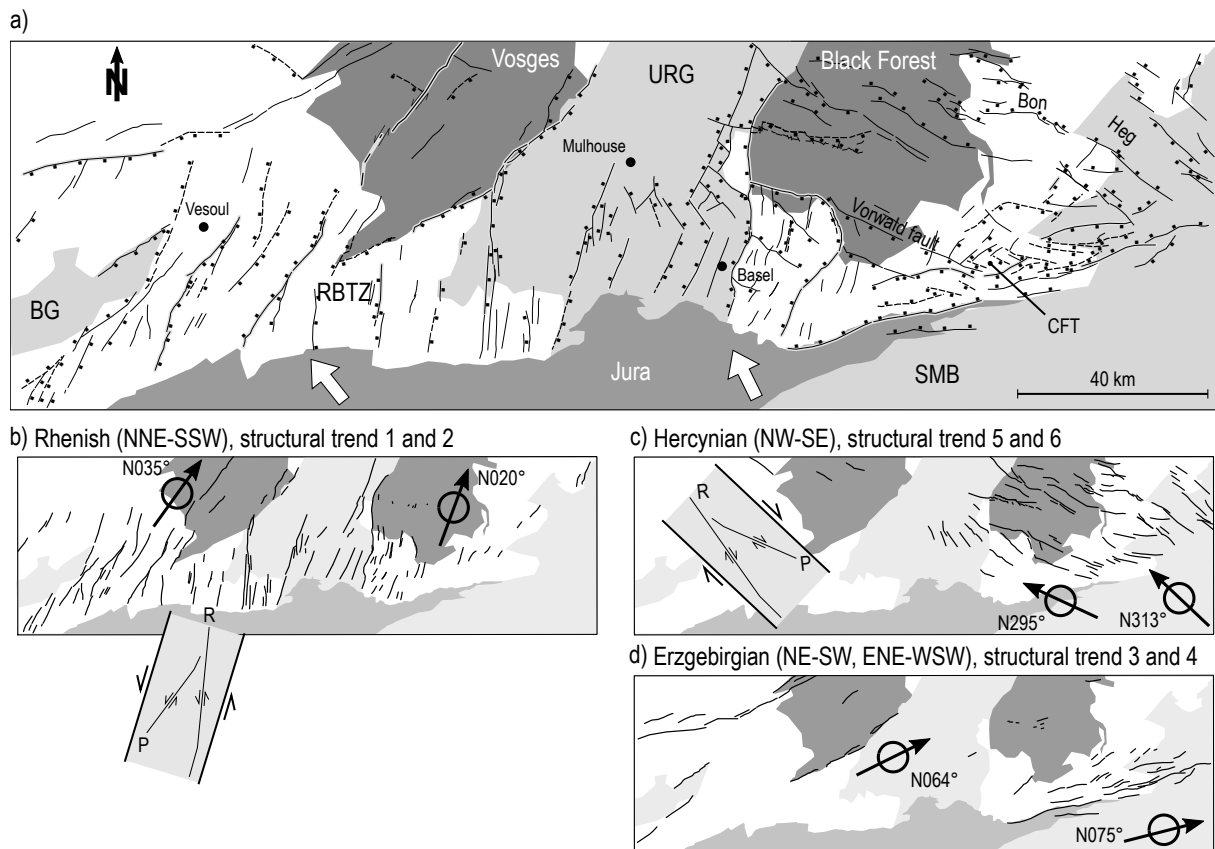 a)
N
Vosges
URG
Black Forest
Bon
Heg
Mulhouse
Vesoul
Vorwald fault
Basel
BG
RBTZ
CFT
Jura
SMB
40 km
b) Rhenish (NNE-SSW), structural trend 1 and 2
N035°
N020°
R
P
c) Hercynian (NW-SE), structural trend 5 and 6
R
P
N295°
N313°
d) Erzgebirgian (NE-SW, ENE-WSW), structural trend 3 and 4
N064°
N075°